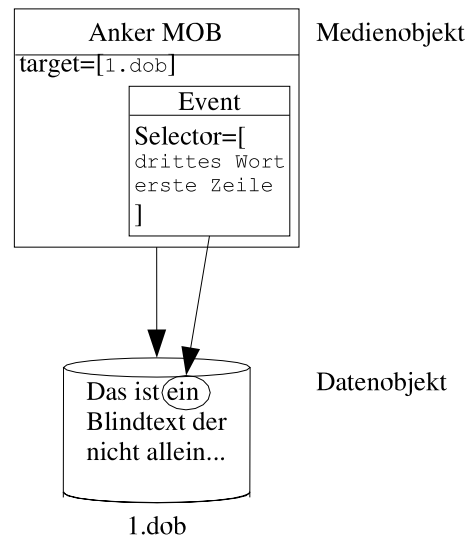 Anker MOB
Medienobjekt
target=[1.dob]
Event
Selector=[
drittes Wort
erste Zeile
]
Datenobjekt
Das ist ein
Blindtext der
nicht allein...
1.dob